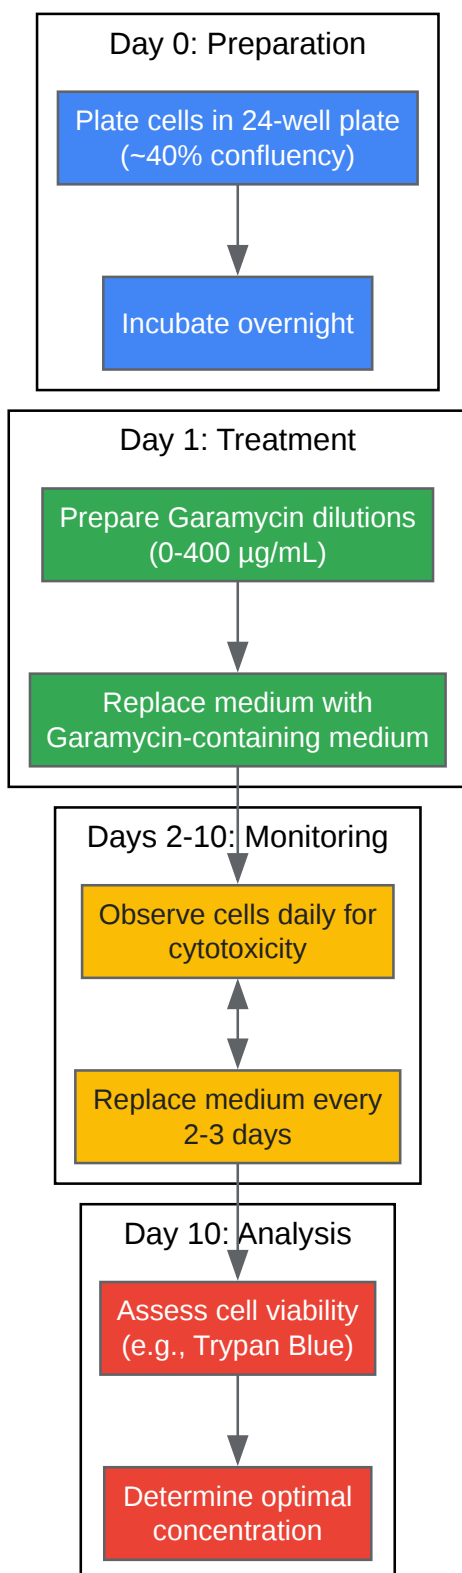 Day 0: Preparation
Plate cells in 24-well plate
(~40% confluency)
Incubate overnight
Day 1: Treatment
Prepare Garamycin dilutions
(0-400 µg/mL)
Replace medium with
Garamycin-containing medium
Days 2-10: Monitoring
Observe cells daily for
cytotoxicity
Replace medium every
2-3 days
Day 10: Analysis
Assess cell viability
(e.g., Trypan Blue)
Determine optimal
concentration